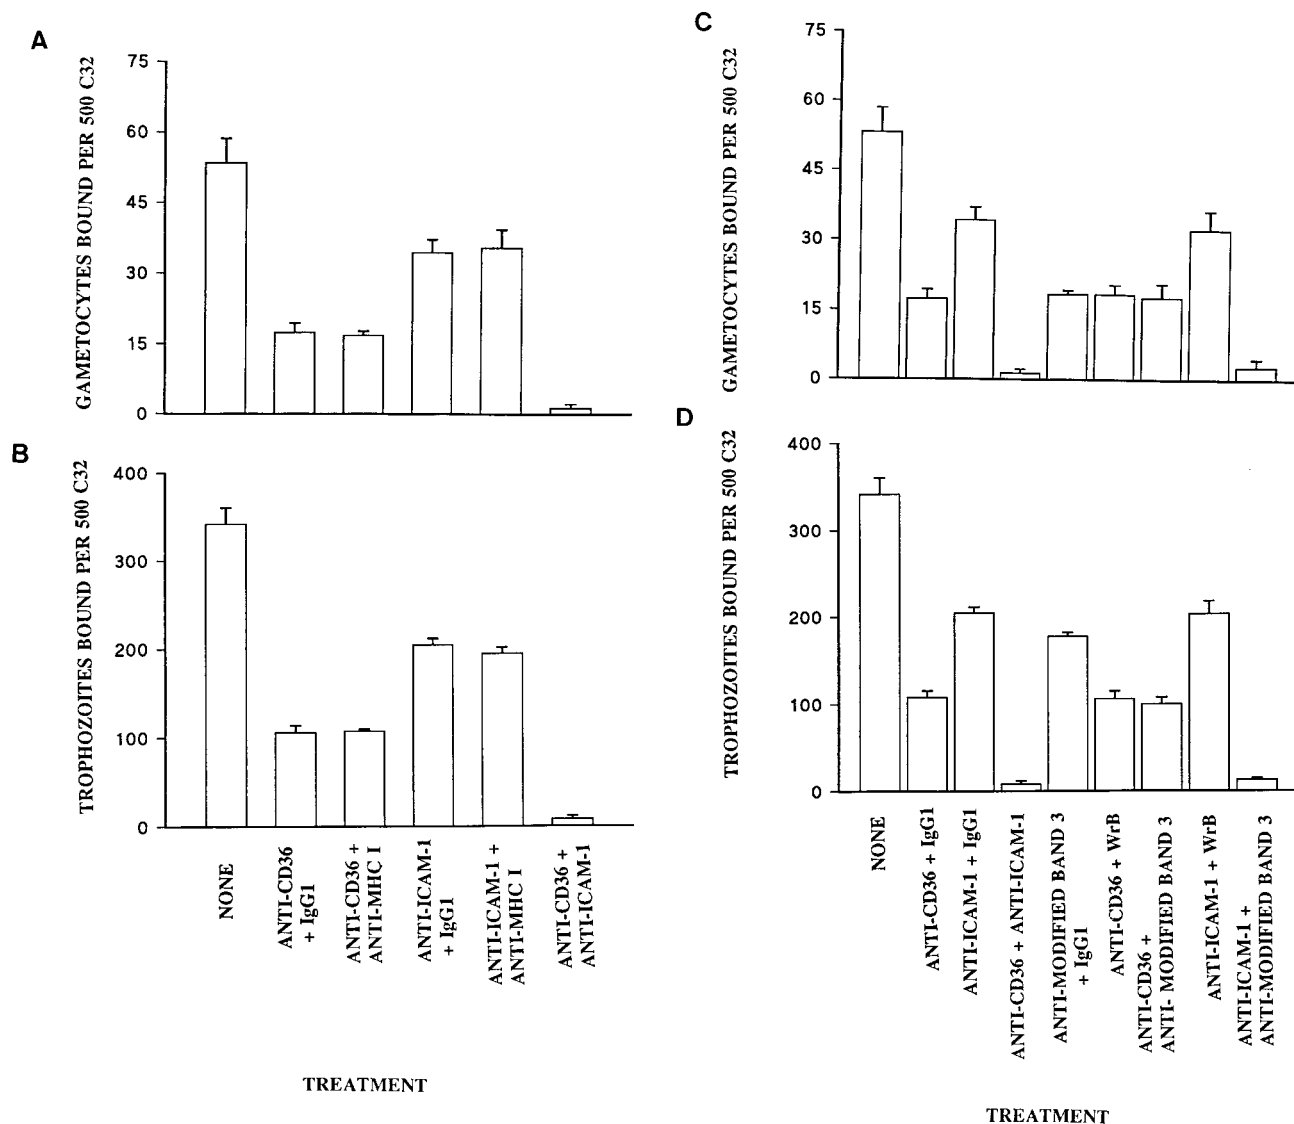 A
GAMETOCYTES BOUND PER 500 C32
75
60
45
30
15
0
B
TROPHOZOITES BOUND PER 500 C32
400
300
200
100
0
NONE
ANTI-CD36
+ IgG1
ANTI-CD36 +
ANTI-MHC I
ANTI-ICAM-1
+ IgG1
ANTI-ICAM-1 +
ANTI-MHC I
ANTI-CD36 +
ANTI-ICAM-1
TREATMENT
C
GAMETOCYTES BOUND PER 500 C32
75
60
45
30
15
0
D
TROPHOZOITES BOUND PER 500 C32
400
300
200
100
0
NONE
ANTI-CD36 + IgG1
ANTI-ICAM-1 + IgG1
ANTI-CD36 + ANTI-ICAM-1
ANTI-MODIFIED BAND 3
+ IgG1
ANTI-CD36 + WrB
ANTI-CD36 +
ANTI- MODIFIED BAND 3
ANTI-ICAM-1 + WrB
ANTI-ICAM-1 +
ANTI-MODIFIED BAND 3
TREATMENT